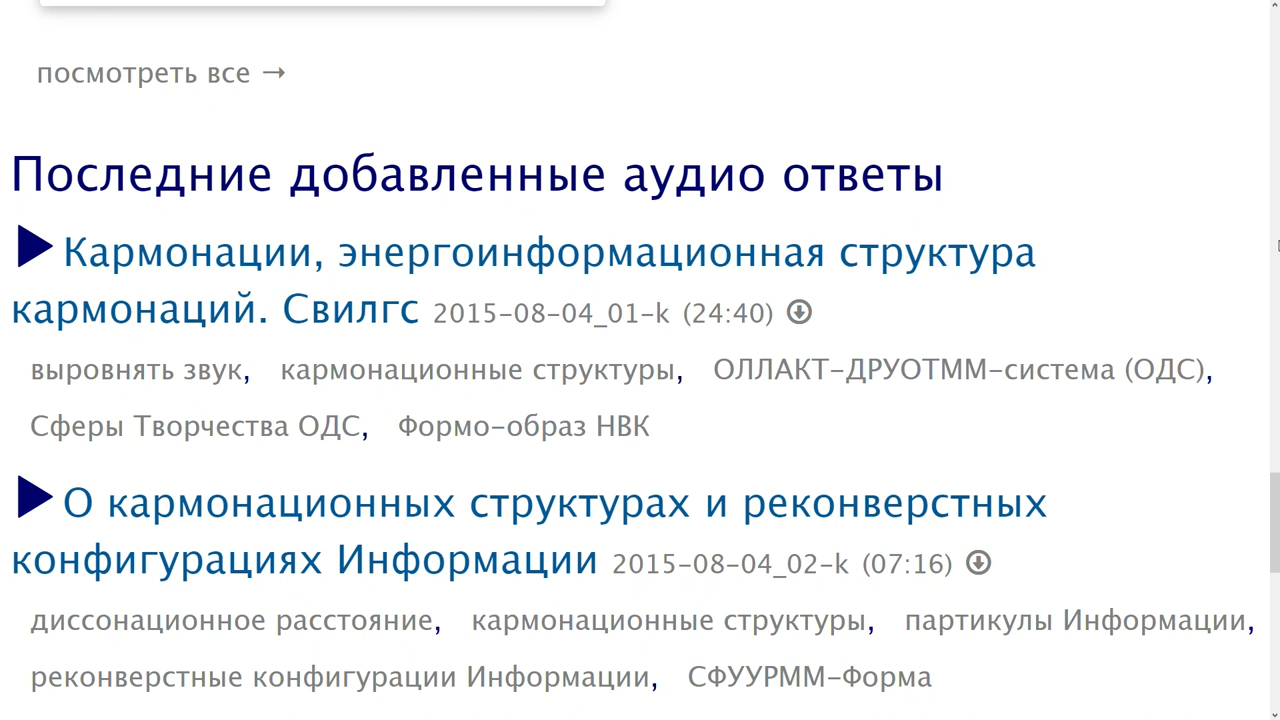 посмотреть все →
Последние добавленные аудио ответы
Кармонации, энергоинформационная структура
кармонаций. Свилгс 2015-08-04_01-k (24:40)
выровнять звук, кармонационные структуры, ОЛЛАКТ-ДРУОТММ-система (ОДС),
Сферы Творчества ОДС, Формо-образ НВК
О кармонационных структурах и реконверстных
конфигурациях Информации 2015-08-04_02-k (07:16)
диссонационное расстояние, кармонационные структуры, партикулы Информации,
реконверстные конфигурации Информации, СФУУРММ-Форма